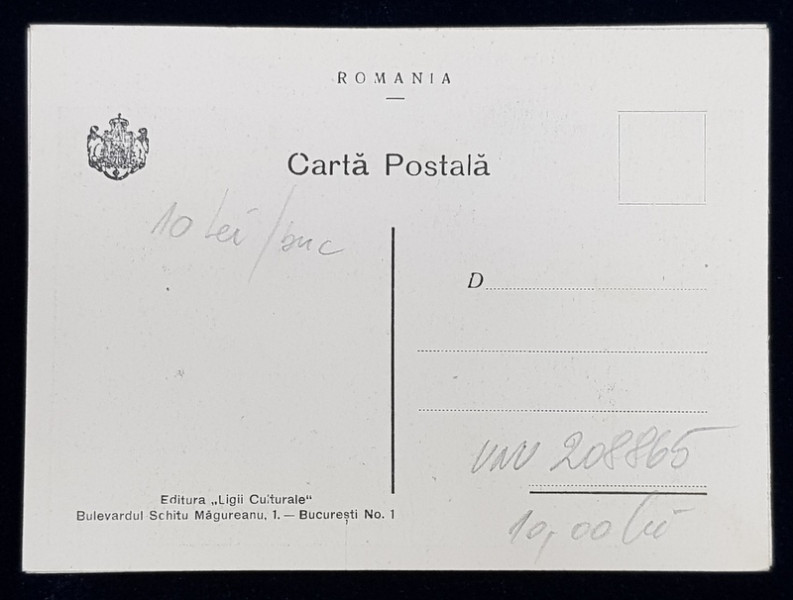 ROMANIA
Cartă Postală
10 lei/buc
D
VNV 208865
10,00 lei
Editura „Ligii Culturale“
Bulevardul Schitu Măgureanu, 1. — București No. 1